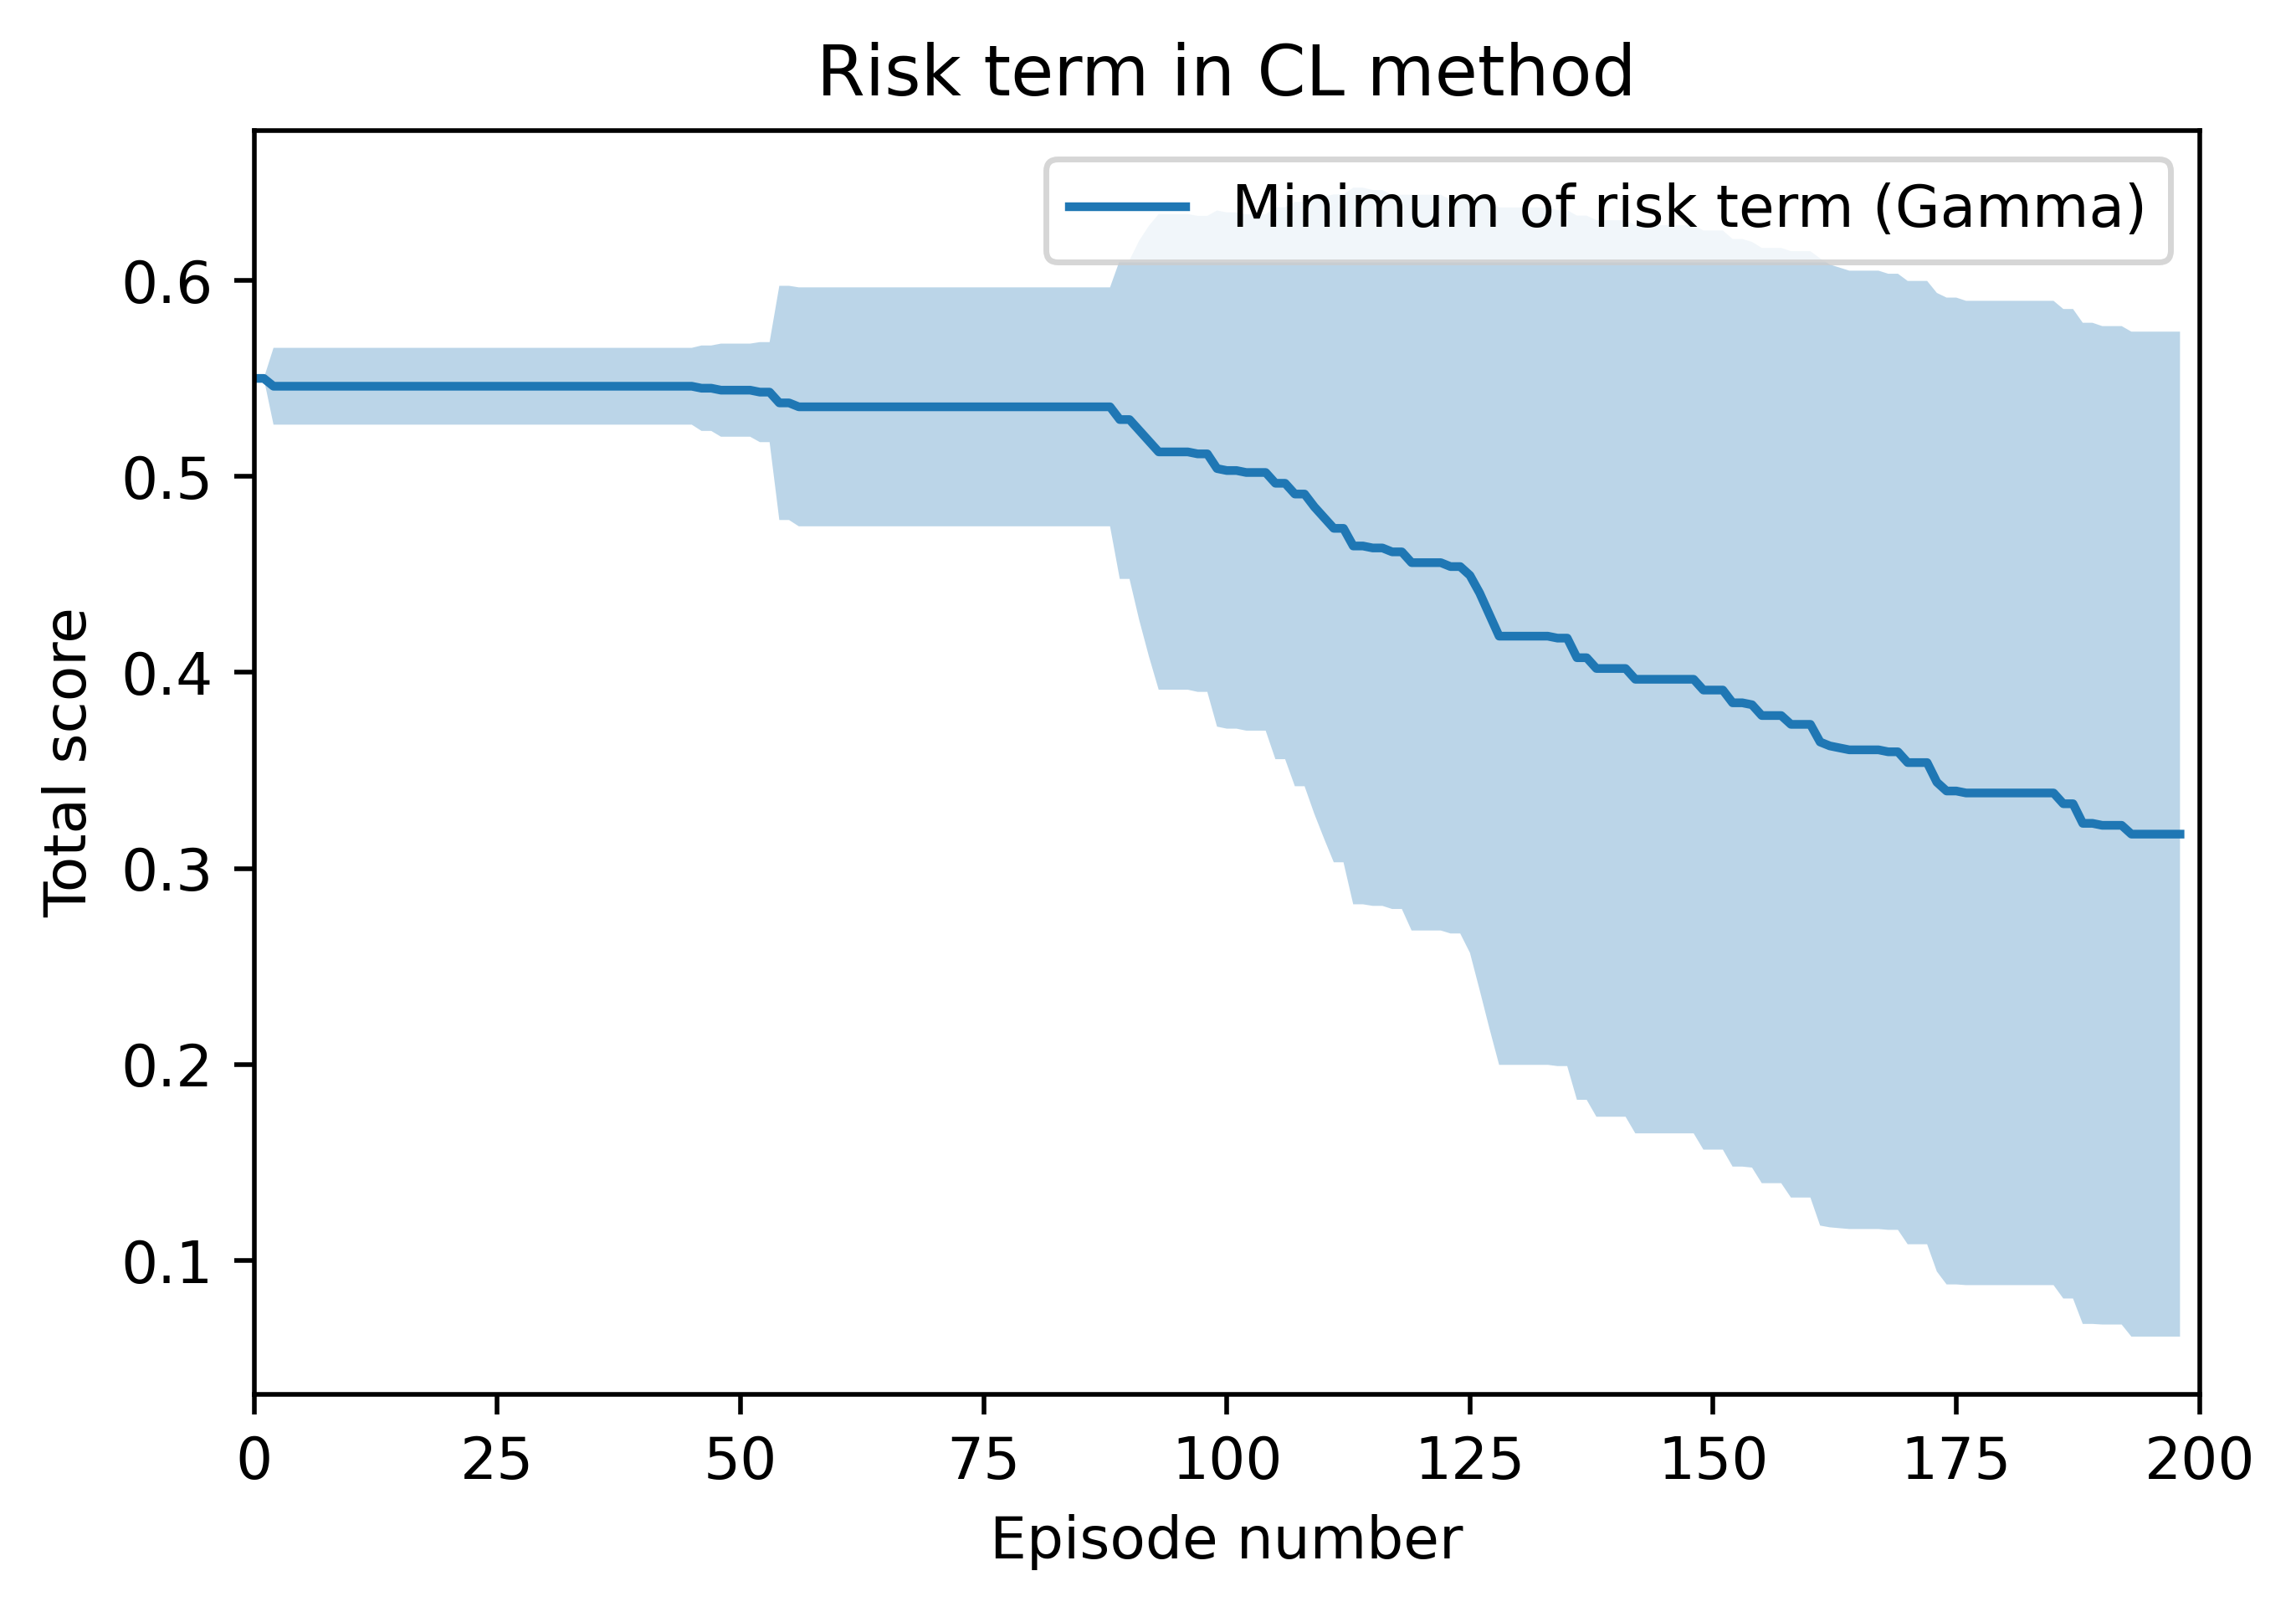 Risk term in CL method
Minimum of risk term (Gamma)
0.6
0.5
0.4
0.3
0.2
0.1
Total score
0 25 50 75 100 125 150 175 200
Episode number